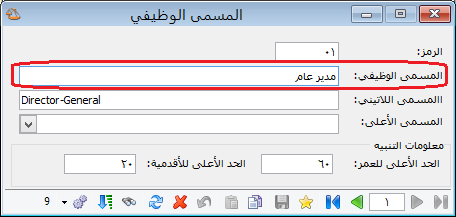 المسمى الوظيفي
الرمز: ٠١
المسمى الوظيفي: مدير عام
االمسمى اللاتيني: Director-General
المسمى الأعلى:
معلومات التنبيه
الحد الأعلى للعمر: ٦٠ الحد الأعلى للأقدمية: ٢٠
١ 9